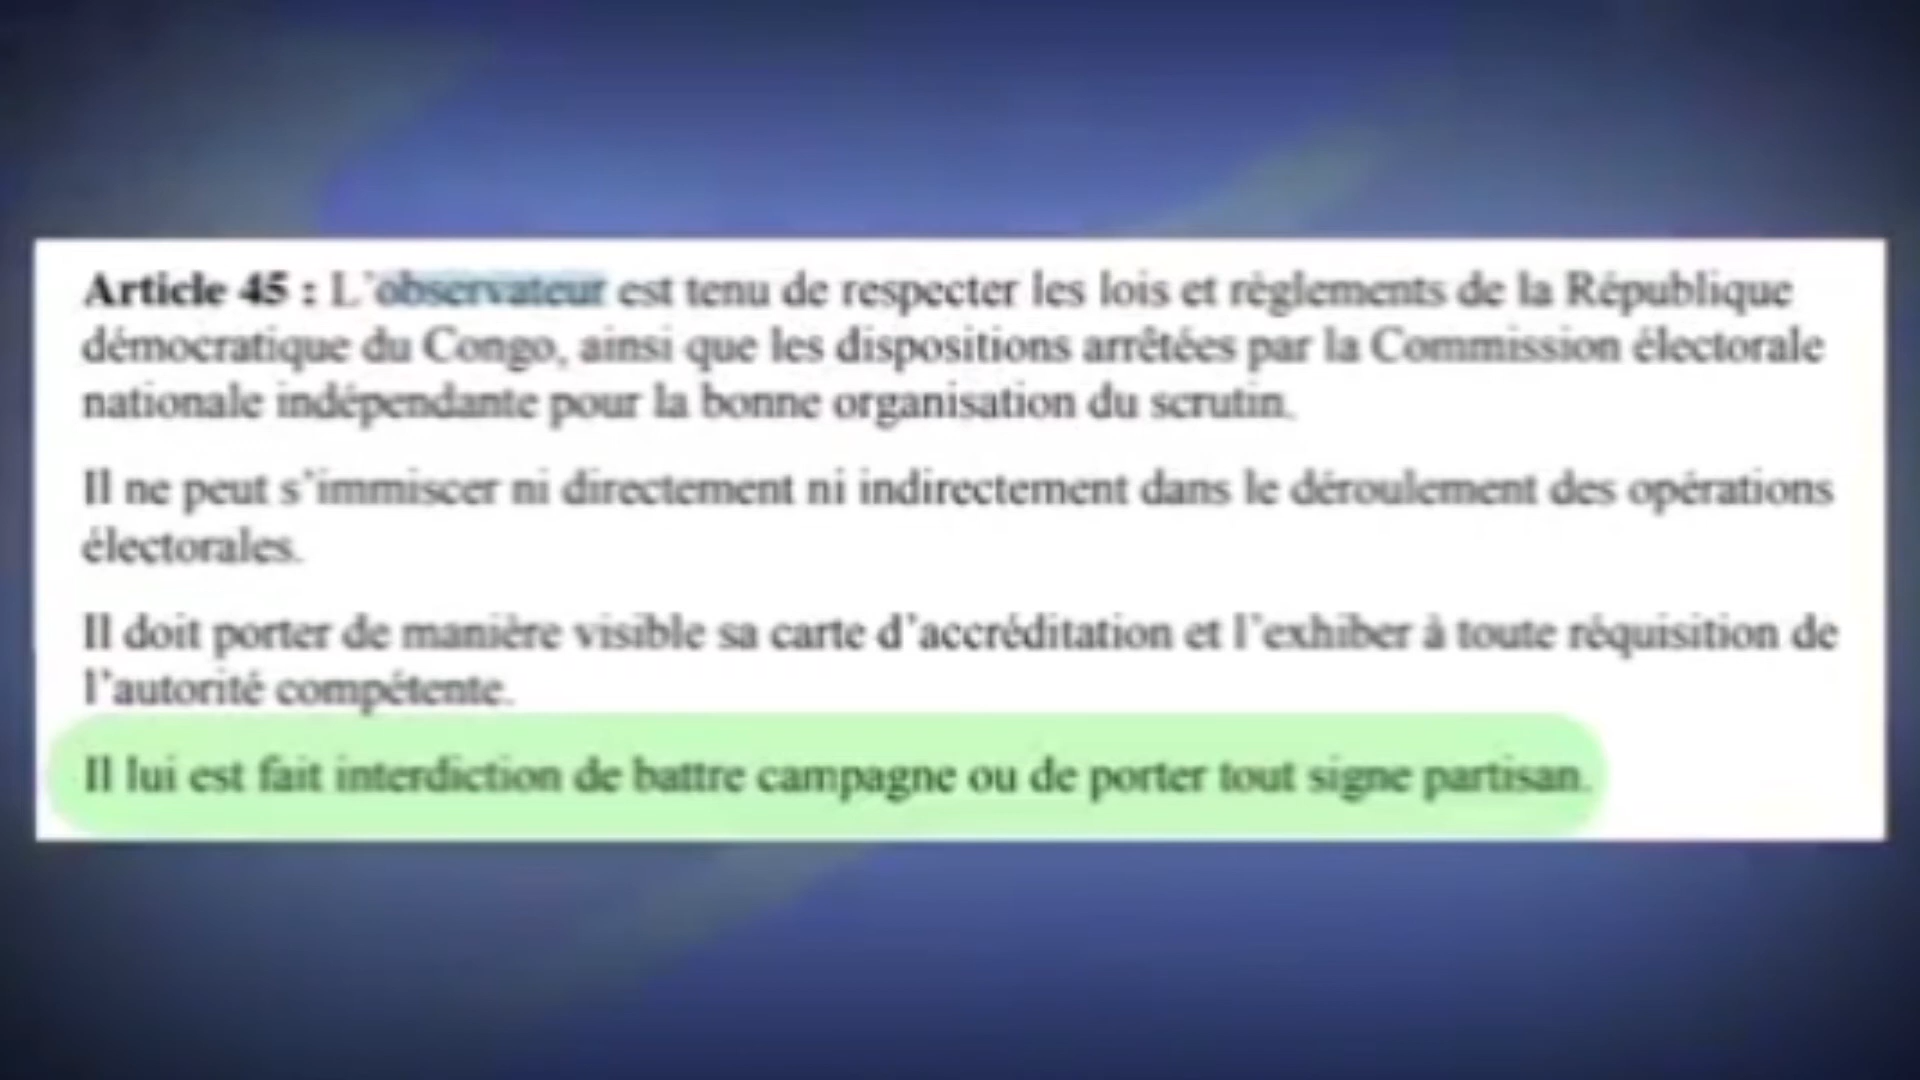 Article 45 : L'observateur est tenu de respecter les lois et règlements de la République
démocratique du Congo, ainsi que les dispositions arrêtées par la Commission électorale
nationale indépendante pour la bonne organisation du scrutin.
Il ne peut s'immiscer ni directement ni indirectement dans le déroulement des opérations
électorales.
Il doit porter de manière visible sa carte d'accréditation et l'exhiber à toute réquisition de
l'autorité compétente.
Il lui est fait interdiction de battre campagne ou de porter tout signe partisan.